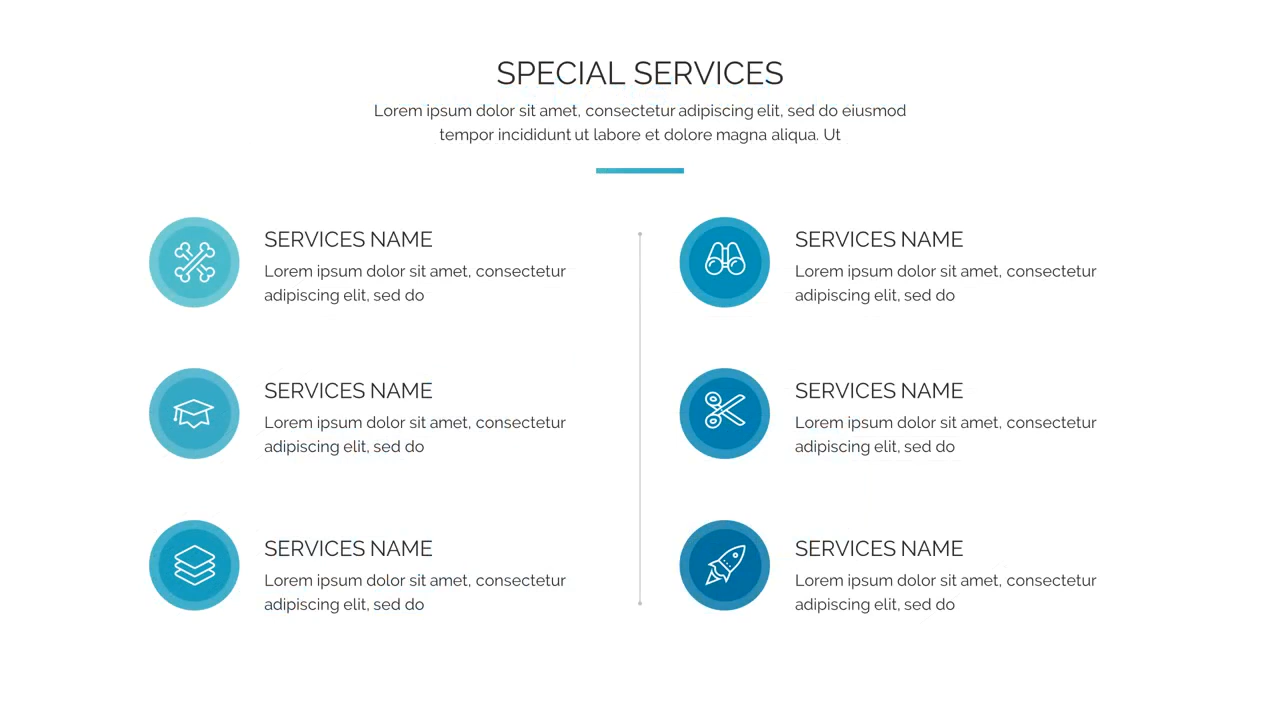 SPECIAL SERVICES
Lorem ipsum dolor sit amet, consectetur adipiscing elit, sed do eiusmod
tempor incididunt ut labore et dolore magna aliqua. Ut
SERVICES NAME
Lorem ipsum dolor sit amet, consectetur
adipiscing elit, sed do
SERVICES NAME
Lorem ipsum dolor sit amet, consectetur
adipiscing elit, sed do
SERVICES NAME
Lorem ipsum dolor sit amet, consectetur
adipiscing elit, sed do
SERVICES NAME
Lorem ipsum dolor sit amet, consectetur
adipiscing elit, sed do
SERVICES NAME
Lorem ipsum dolor sit amet, consectetur
adipiscing elit, sed do
SERVICES NAME
Lorem ipsum dolor sit amet, consectetur
adipiscing elit, sed do